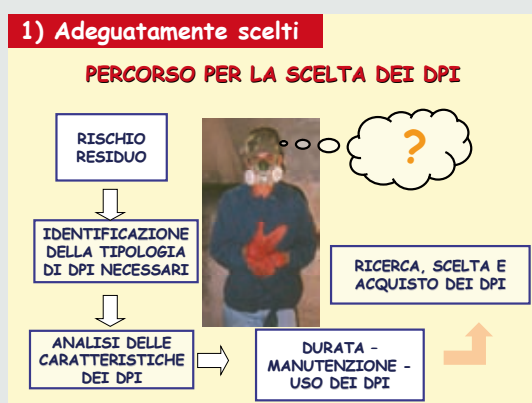 1) Adeguatamente scelti
PERCORSO PER LA SCELTA DEI DPI
RISCHIO
RESIDUO
?
IDENTIFICAZIONE
DELLA TIPOLOGIA
DI DPI NECESSARI
ANALISI DELLE
CARATTERISTICHE
DEI DPI
DURATA –
MANUTENZIONE -
USO DEI DPI
RICERCA, SCELTA E
ACQUISTO DEI DPI